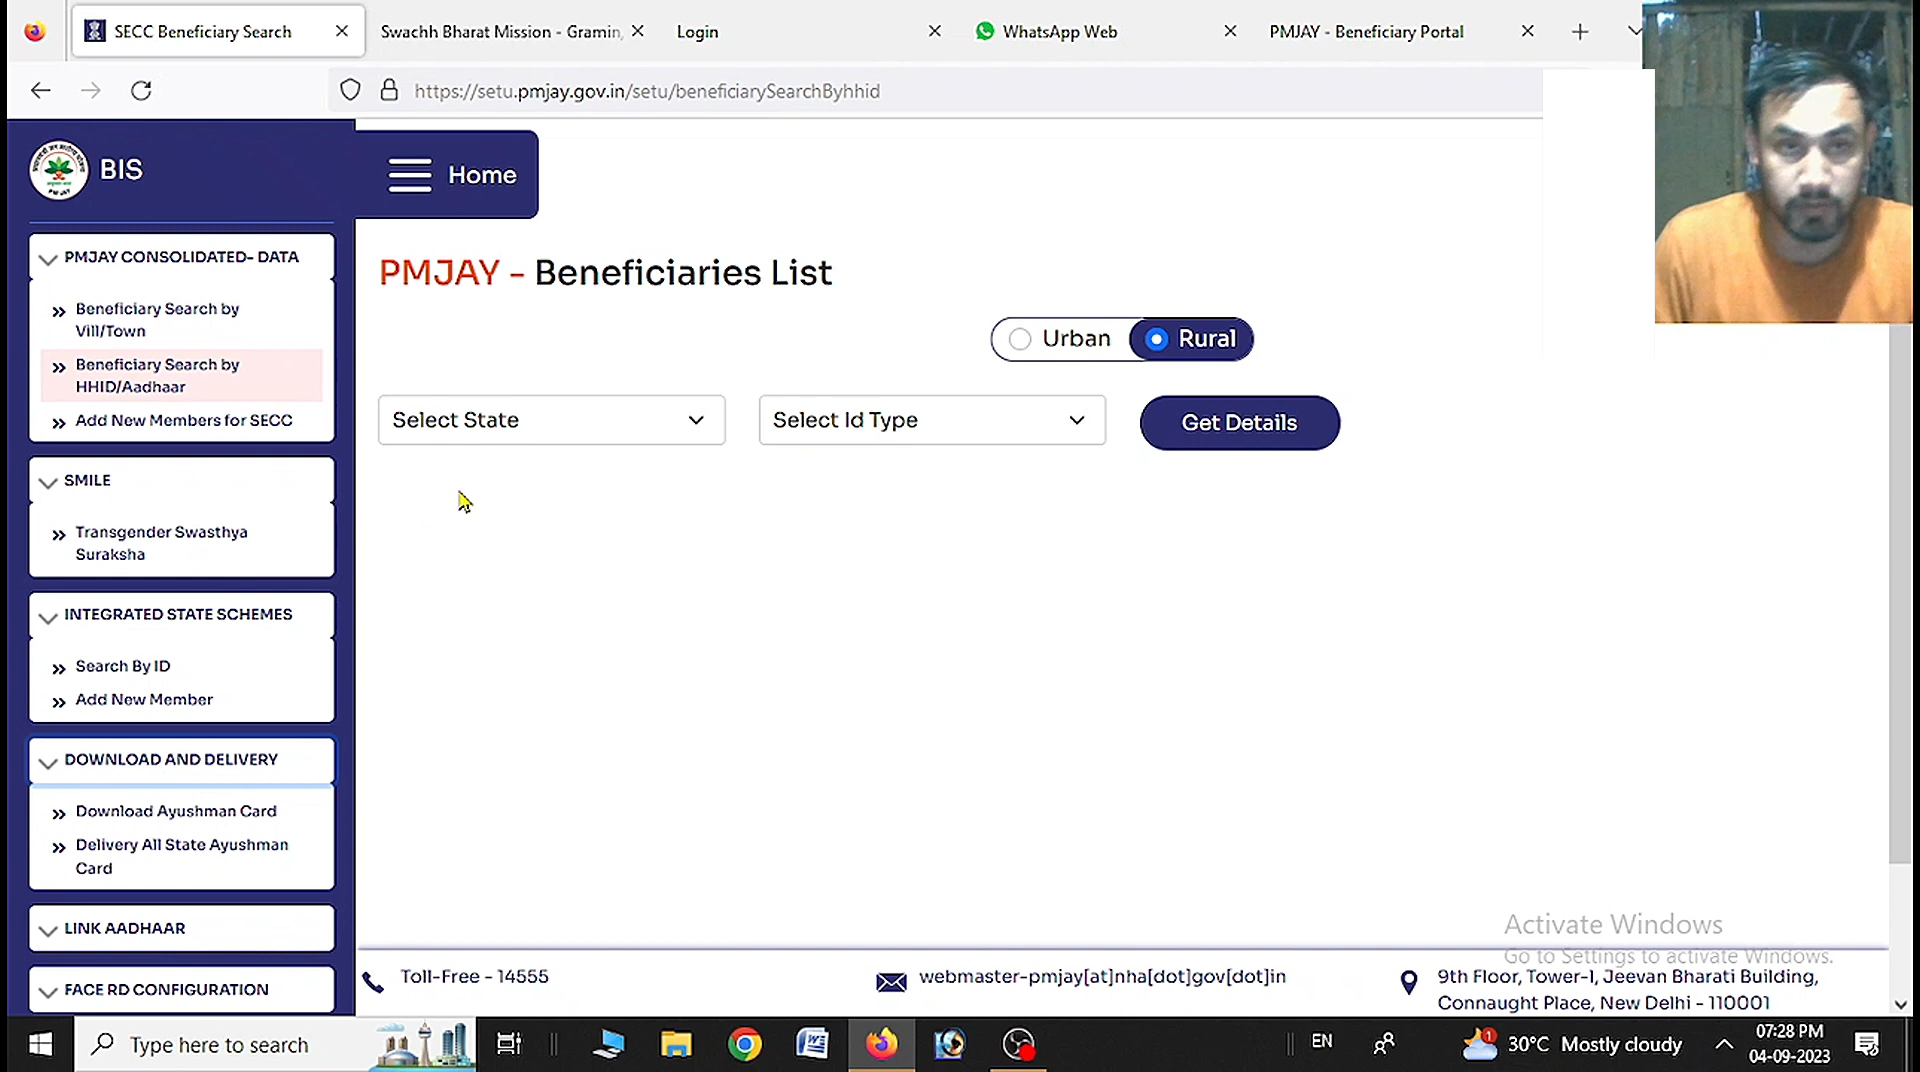 SECC Beneficiary Search
Swachh Bharat Mission - Gramin,
Login
WhatsApp Web
PMJAY - Beneficiary Portal
https://setu.pmjay.gov.in/setu/beneficiarySearchByhhid
BIS
Home
PMJAY CONSOLIDATED- DATA
Beneficiary Search by
Vill/Town
Beneficiary Search by
HHID/Aadhaar
Add New Members for SECC
SMILE
Transgender Swasthya
Suraksha
INTEGRATED STATE SCHEMES
Search By ID
Add New Member
DOWNLOAD AND DELIVERY
Download Ayushman Card
Delivery All State Ayushman
Card
LINK AADHAAR
FACE RD CONFIGURATION
PMJAY - Beneficiaries List
Urban Rural
Select State
Select Id Type
Get Details
Activate Windows
Go to Settings to activate Windows.
Toll-Free - 14555
webmaster-pmjay[at]nha[dot]gov[dot]in
9th Floor, Tower-l, Jeevan Bharati Building,
Connaught Place, New Delhi - 110001
Type here to search
EN
1
30°C Mostly cloudy
07:28 PM
04-09-2023